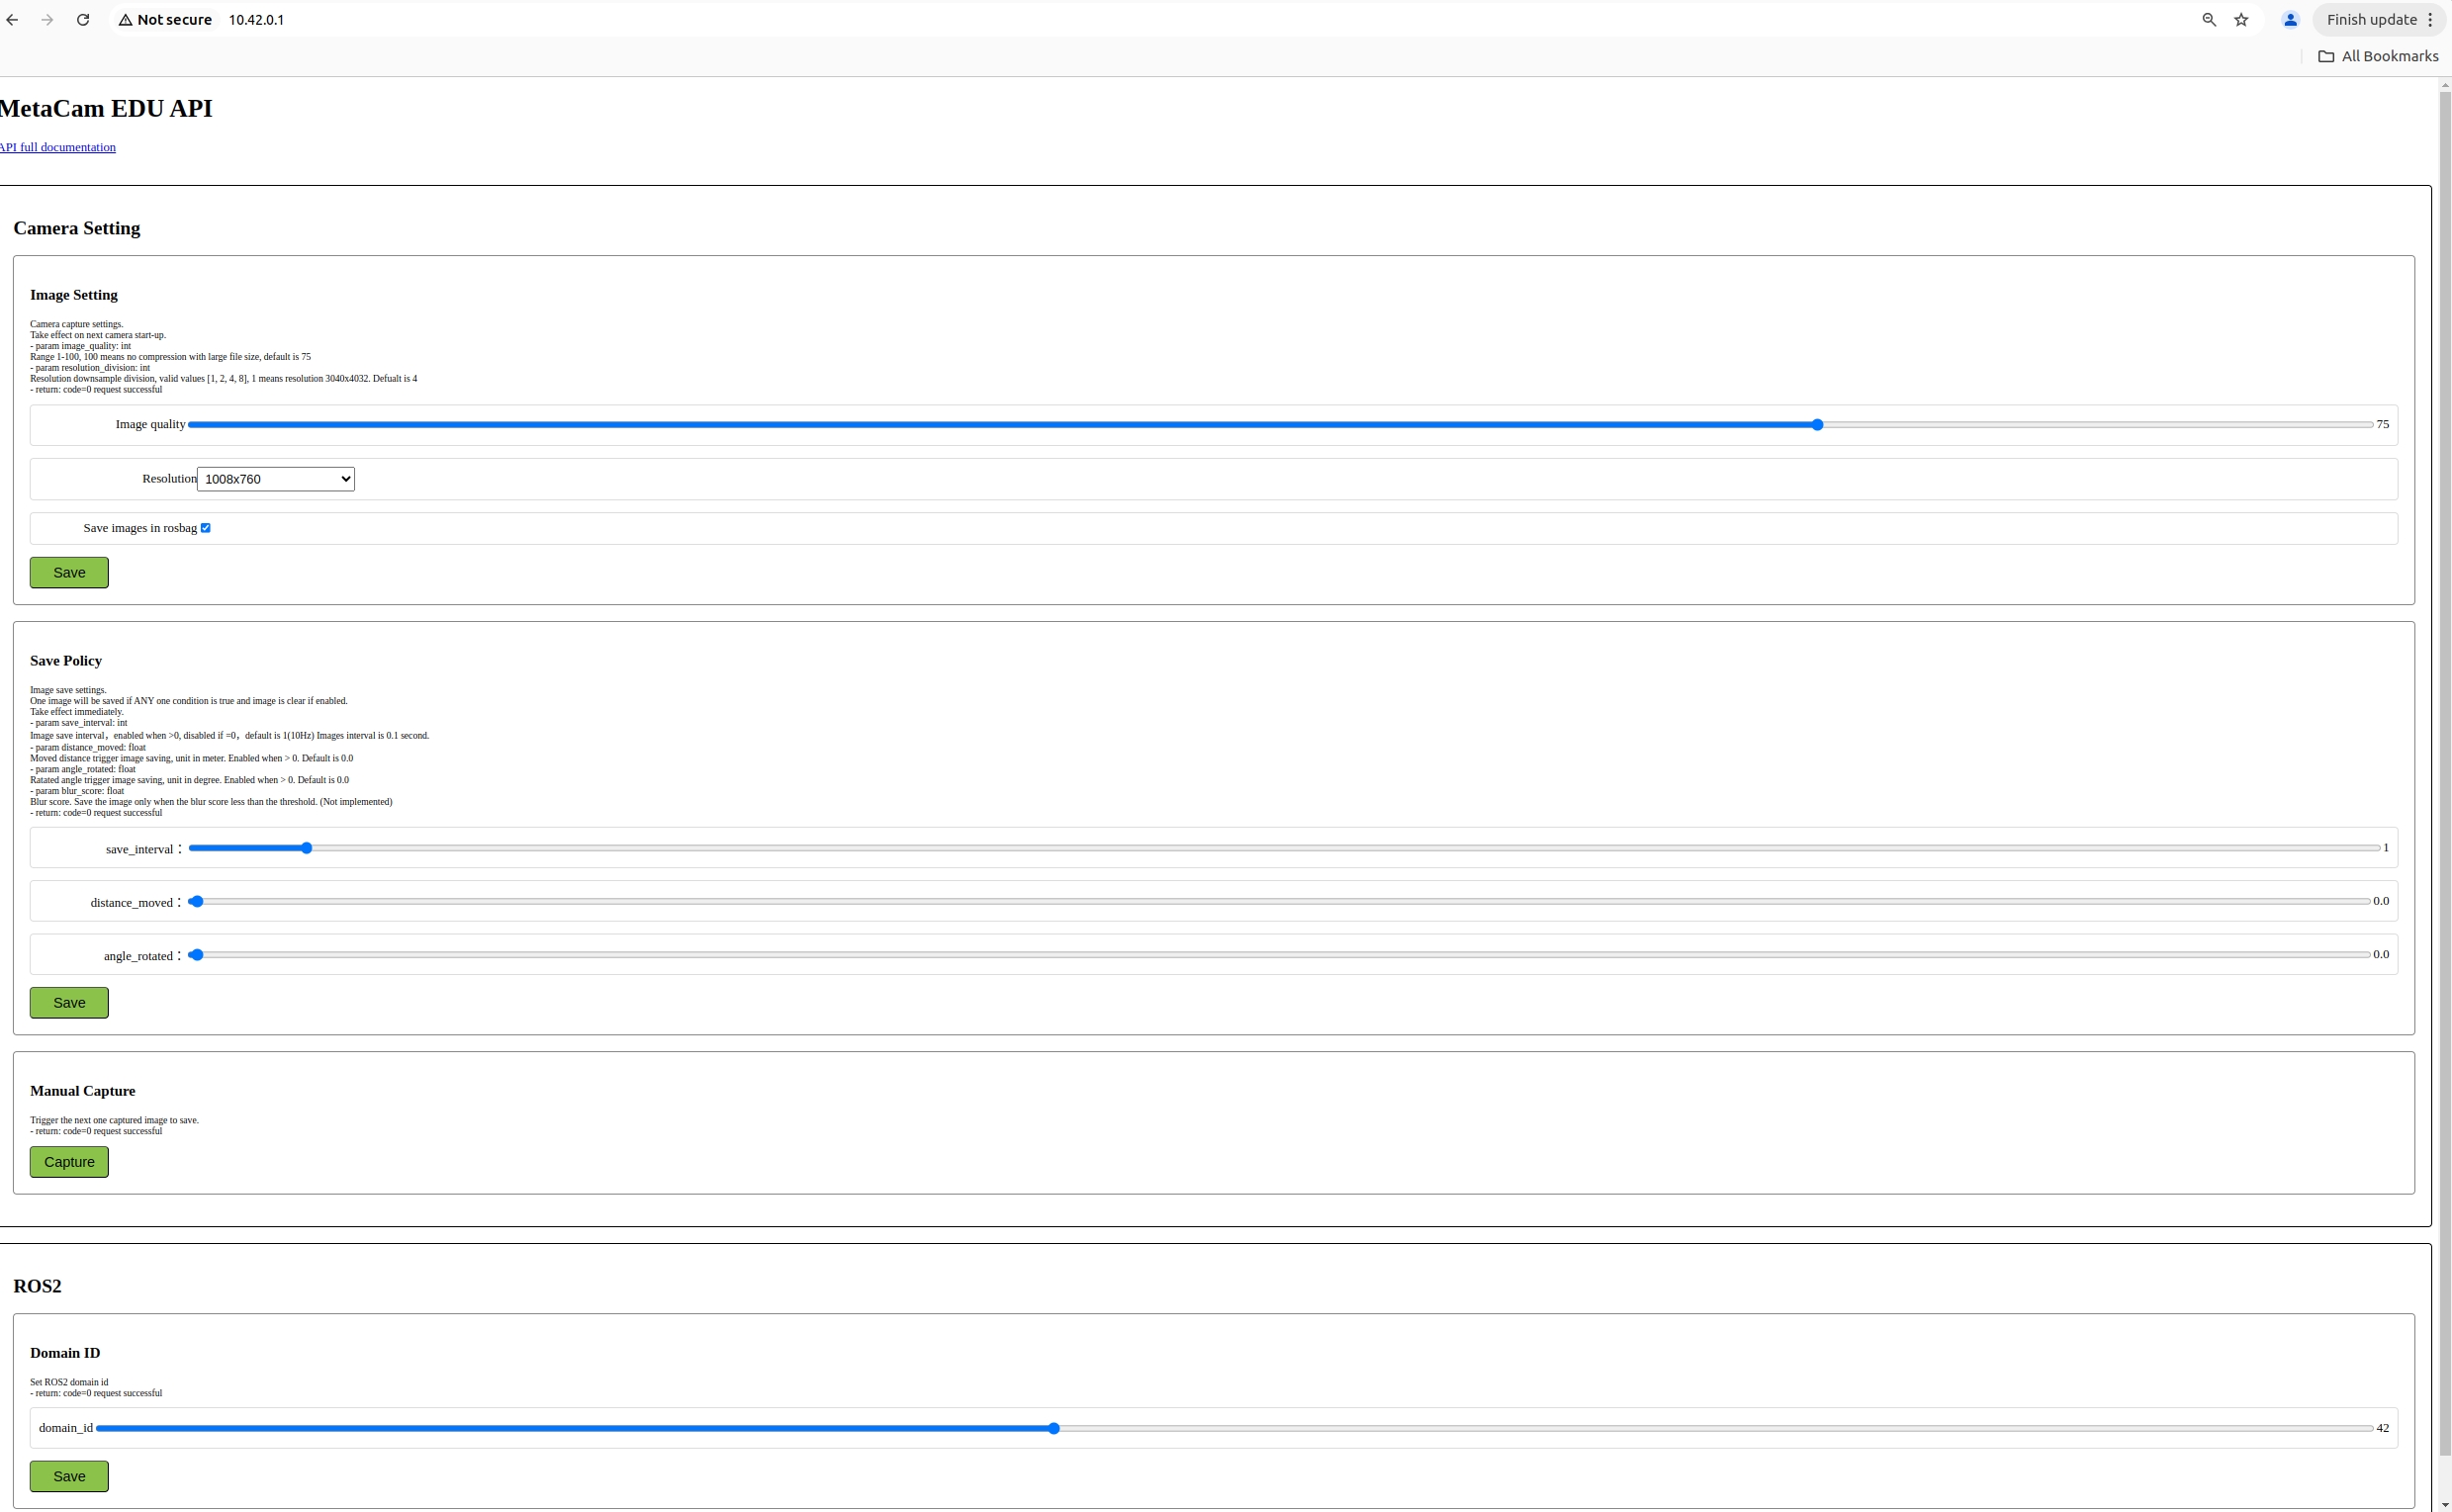 Not secure 10.42.0.1 Finish update
All Bookmarks
MetaCam EDU API
API full documentation
Camera Setting
Image Setting
Camera capture settings.
Take effect on next camera start-up.
- param image_quality: int
Range 1-100, 100 means no compression with large file size, default is 75
- param resolution_division: int
Resolution downsample division, valid values [1, 2, 4, 8], 1 means resolution 3040x4032. Defualt is 4
- return: code=0 request successful
Image quality 75
Resolution 1008x760
Save images in rosbag
Save
Save Policy
Image save settings.
One image will be saved if ANY one condition is true and image is clear if enabled.
Take effect immediately.
- param save_interval: int
Image save interval，enabled when >0, disabled if =0，default is 1(10Hz) Images interval is 0.1 second.
- param distance_moved: float
Moved distance trigger image saving, unit in meter. Enabled when > 0. Default is 0.0
- param angle_rotated: float
Ratated angle trigger image saving, unit in degree. Enabled when > 0. Default is 0.0
- param blur_score: float
Blur score. Save the image only when the blur score less than the threshold. (Not implemented)
- return: code=0 request successful
save_interval： 1
distance_moved： 0.0
angle_rotated： 0.0
Save
Manual Capture
Trigger the next one captured image to save.
- return: code=0 request successful
Capture
ROS2
Domain ID
Set ROS2 domain id
- return: code=0 request successful
domain_id 42
Save